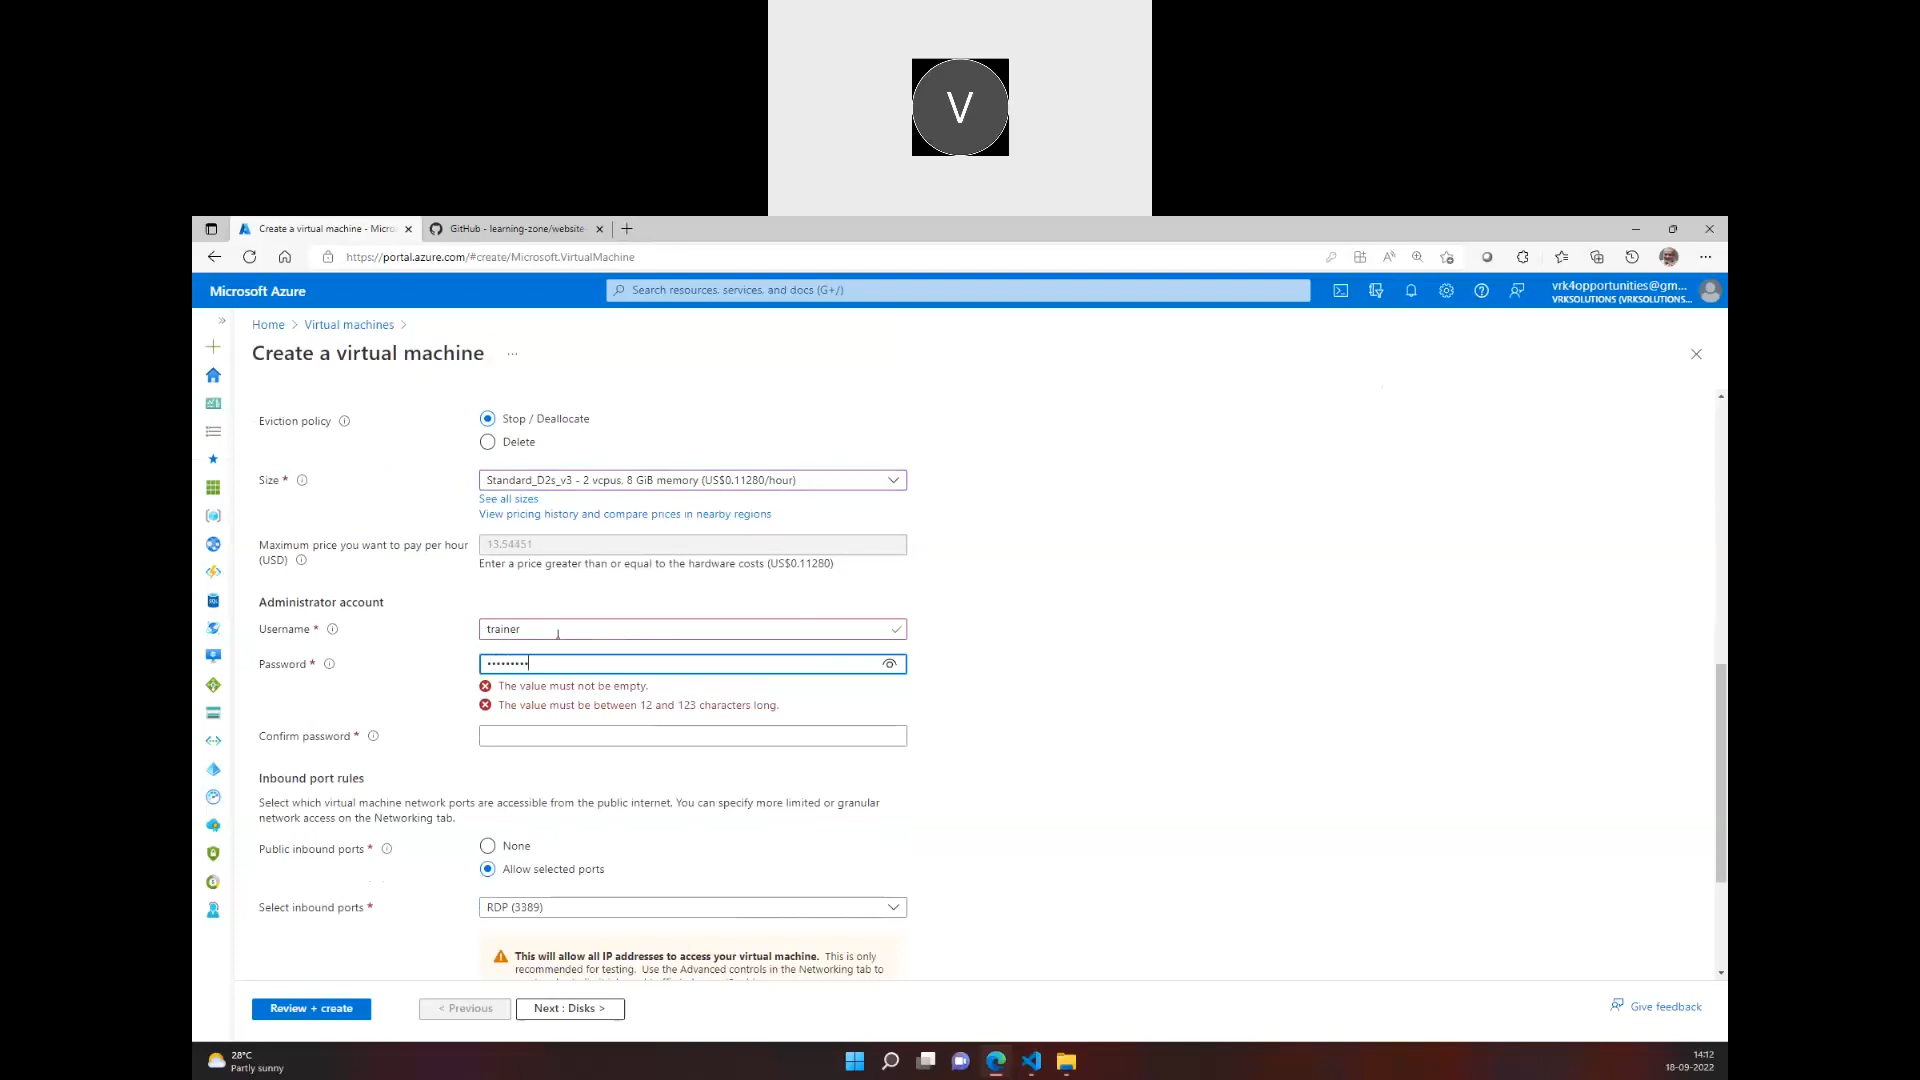 V
Create a virtual machine - Micro
GitHub - learning-zone/website
https://portal.azure.com/#create/Microsoft.VirtualMachine
Microsoft Azure
Search resources, services, and docs (G+/)
vrk4opportunities@gm...
VRKSOLUTIONS (VRKSOLUTIONS...
Home > Virtual machines >
Create a virtual machine ...
Eviction policy
Stop / Deallocate
Delete
Size *
Standard_D2s_v3 - 2 vcpus, 8 GiB memory (US$0.11280/hour)
See all sizes
View pricing history and compare prices in nearby regions
Maximum price you want to pay per hour
(USD)
13.54451
Enter a price greater than or equal to the hardware costs (US$0.11280)
Administrator account
Username *
trainer
Password *
•••••••••
The value must not be empty.
The value must be between 12 and 123 characters long.
Confirm password *
Inbound port rules
Select which virtual machine network ports are accessible from the public internet. You can specify more limited or granular
network access on the Networking tab.
Public inbound ports *
None
Allow selected ports
Select inbound ports *
RDP (3389)
This will allow all IP addresses to access your virtual machine. This is only
recommended for testing. Use the Advanced controls in the Networking tab to
Review + create
< Previous
Next : Disks >
Give feedback
28°C
Partly sunny
14:12
18-09-2022